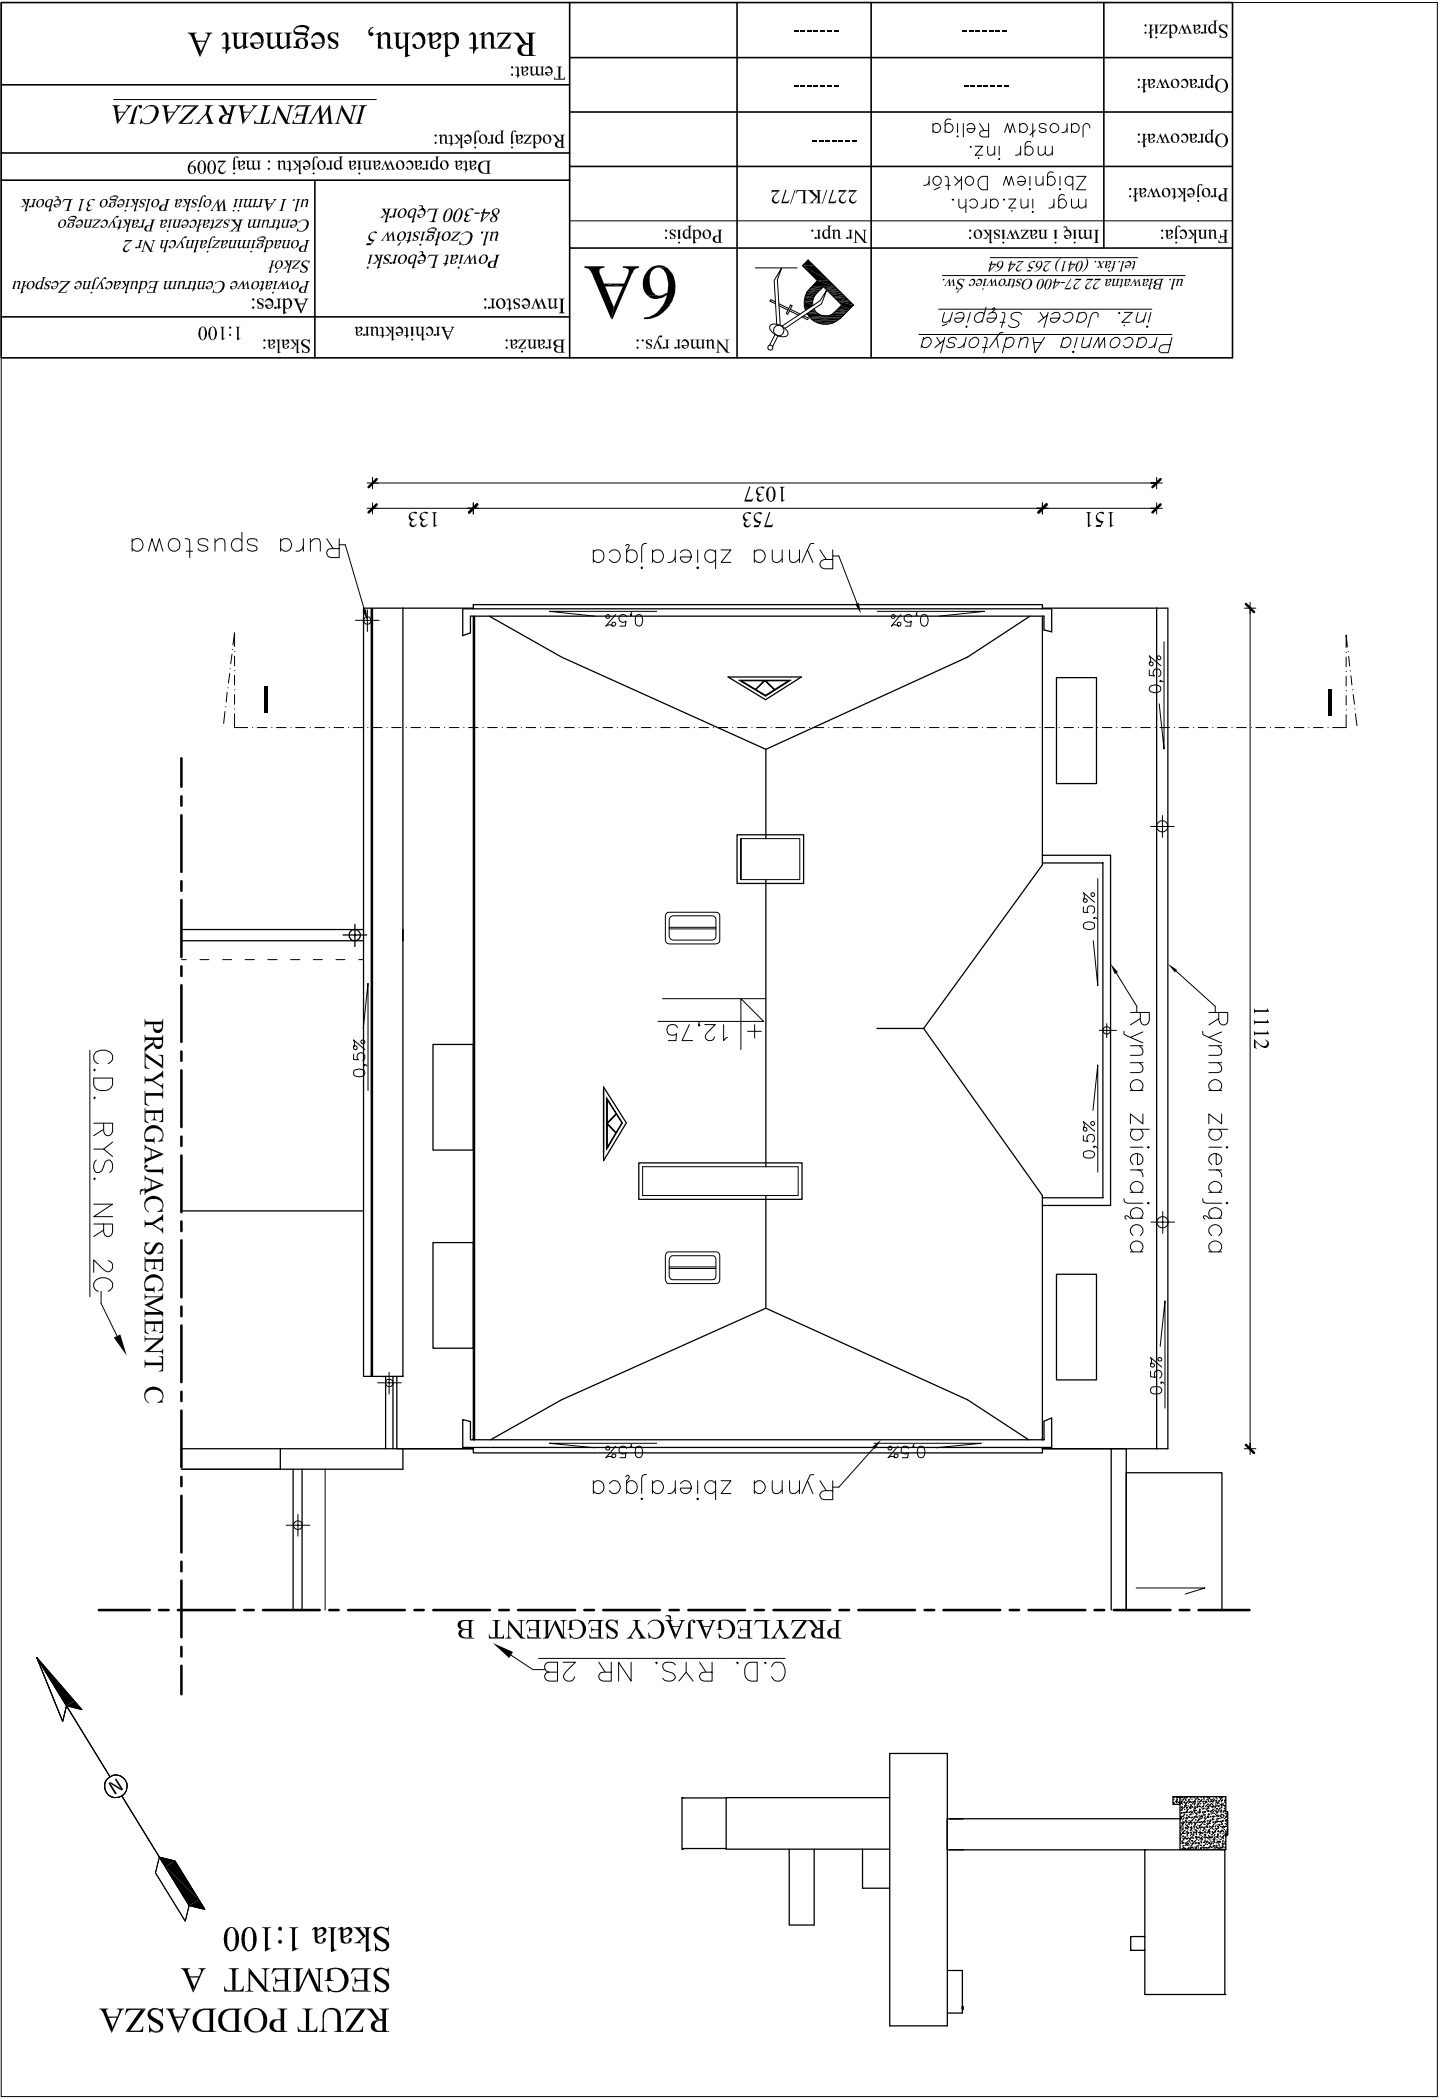 RZUT PODDASZA
SEGMENT A
Skala 1:100
N
C.D. RYS. NR 2B
PRZYLEGAJĄCY SEGMENT B
Rynna zbierająca
0,5%
0,5%
0,5%
0,5%
0,5%
Rynna zbierająca
Rynna zbierająca
1112
+ 12,75
0,5%
0,5%
PRZYLEGAJĄCY SEGMENT C
C.D. RYS. NR 2C
I
I
0,5%
0,5%
Rynna zbierająca
Rura spustowa
151
753
133
1037
Pracownia Audytorska
inż. Jacek Stępień
ul. Bławatna 22 27-400 Ostrowiec Św.
tel.fax. (041) 265 24 64
P
Numer rys.:
6A
Branża:
Architektura
Skala:
1:100
Inwestor:
Powiat Lęborski
ul. Czołgistów 5
84-300 Lębork
Adres:
Powiatowe Centrum Edukacyjne Zespołu
Szkół
Ponadgimnazjalnych Nr 2
Centrum Kształcenia Praktycznego
ul. I Armii Wojska Polskiego 31 Lębork
Funkcja:
Imię i nazwisko:
Nr upr.
Podpis:
Projektował:
mgr inż.arch.
Zbigniew Doktór
227/KL/72
Data opracowania projektu : maj 2009
Opracował:
mgr inż.
Jarosław Religa
-------
Rodzaj projektu:
INWENTARYZACJA
Opracował:
-------
-------
Temat:
Rzut dachu, segment A
Sprawdził:
-------
-------